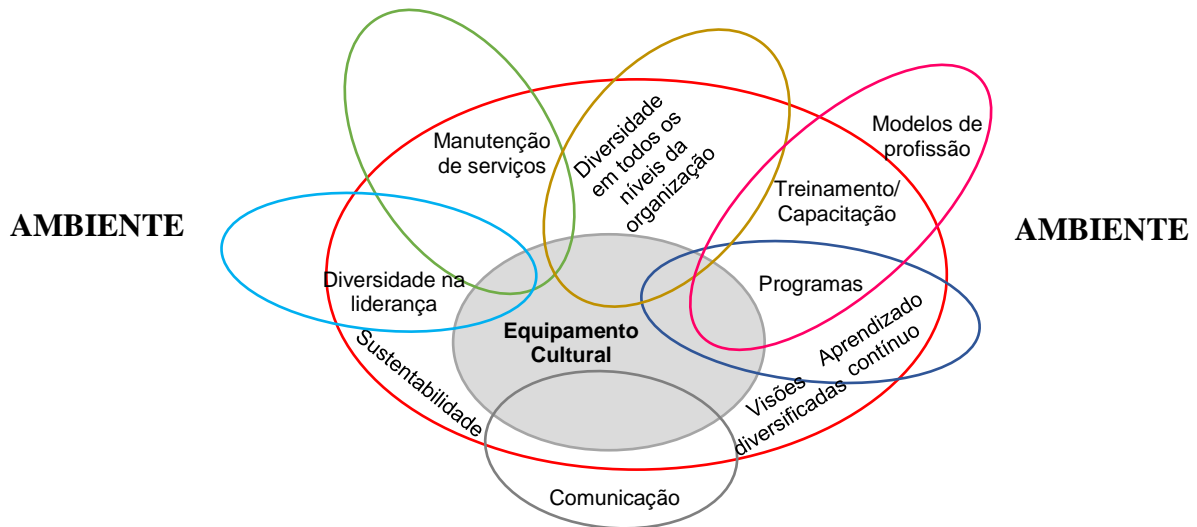 Manutenção
de serviços
Diversidade
em todos os
níveis da
organização
Modelos de
profissão
Treinamento/
Capacitação
AMBIENTE
AMBIENTE
Diversidade na
liderança
Programas
Equipamento
Cultural
Sustentabilidade
Aprendizado
contínuo
Visões
diversificadas
Comunicação